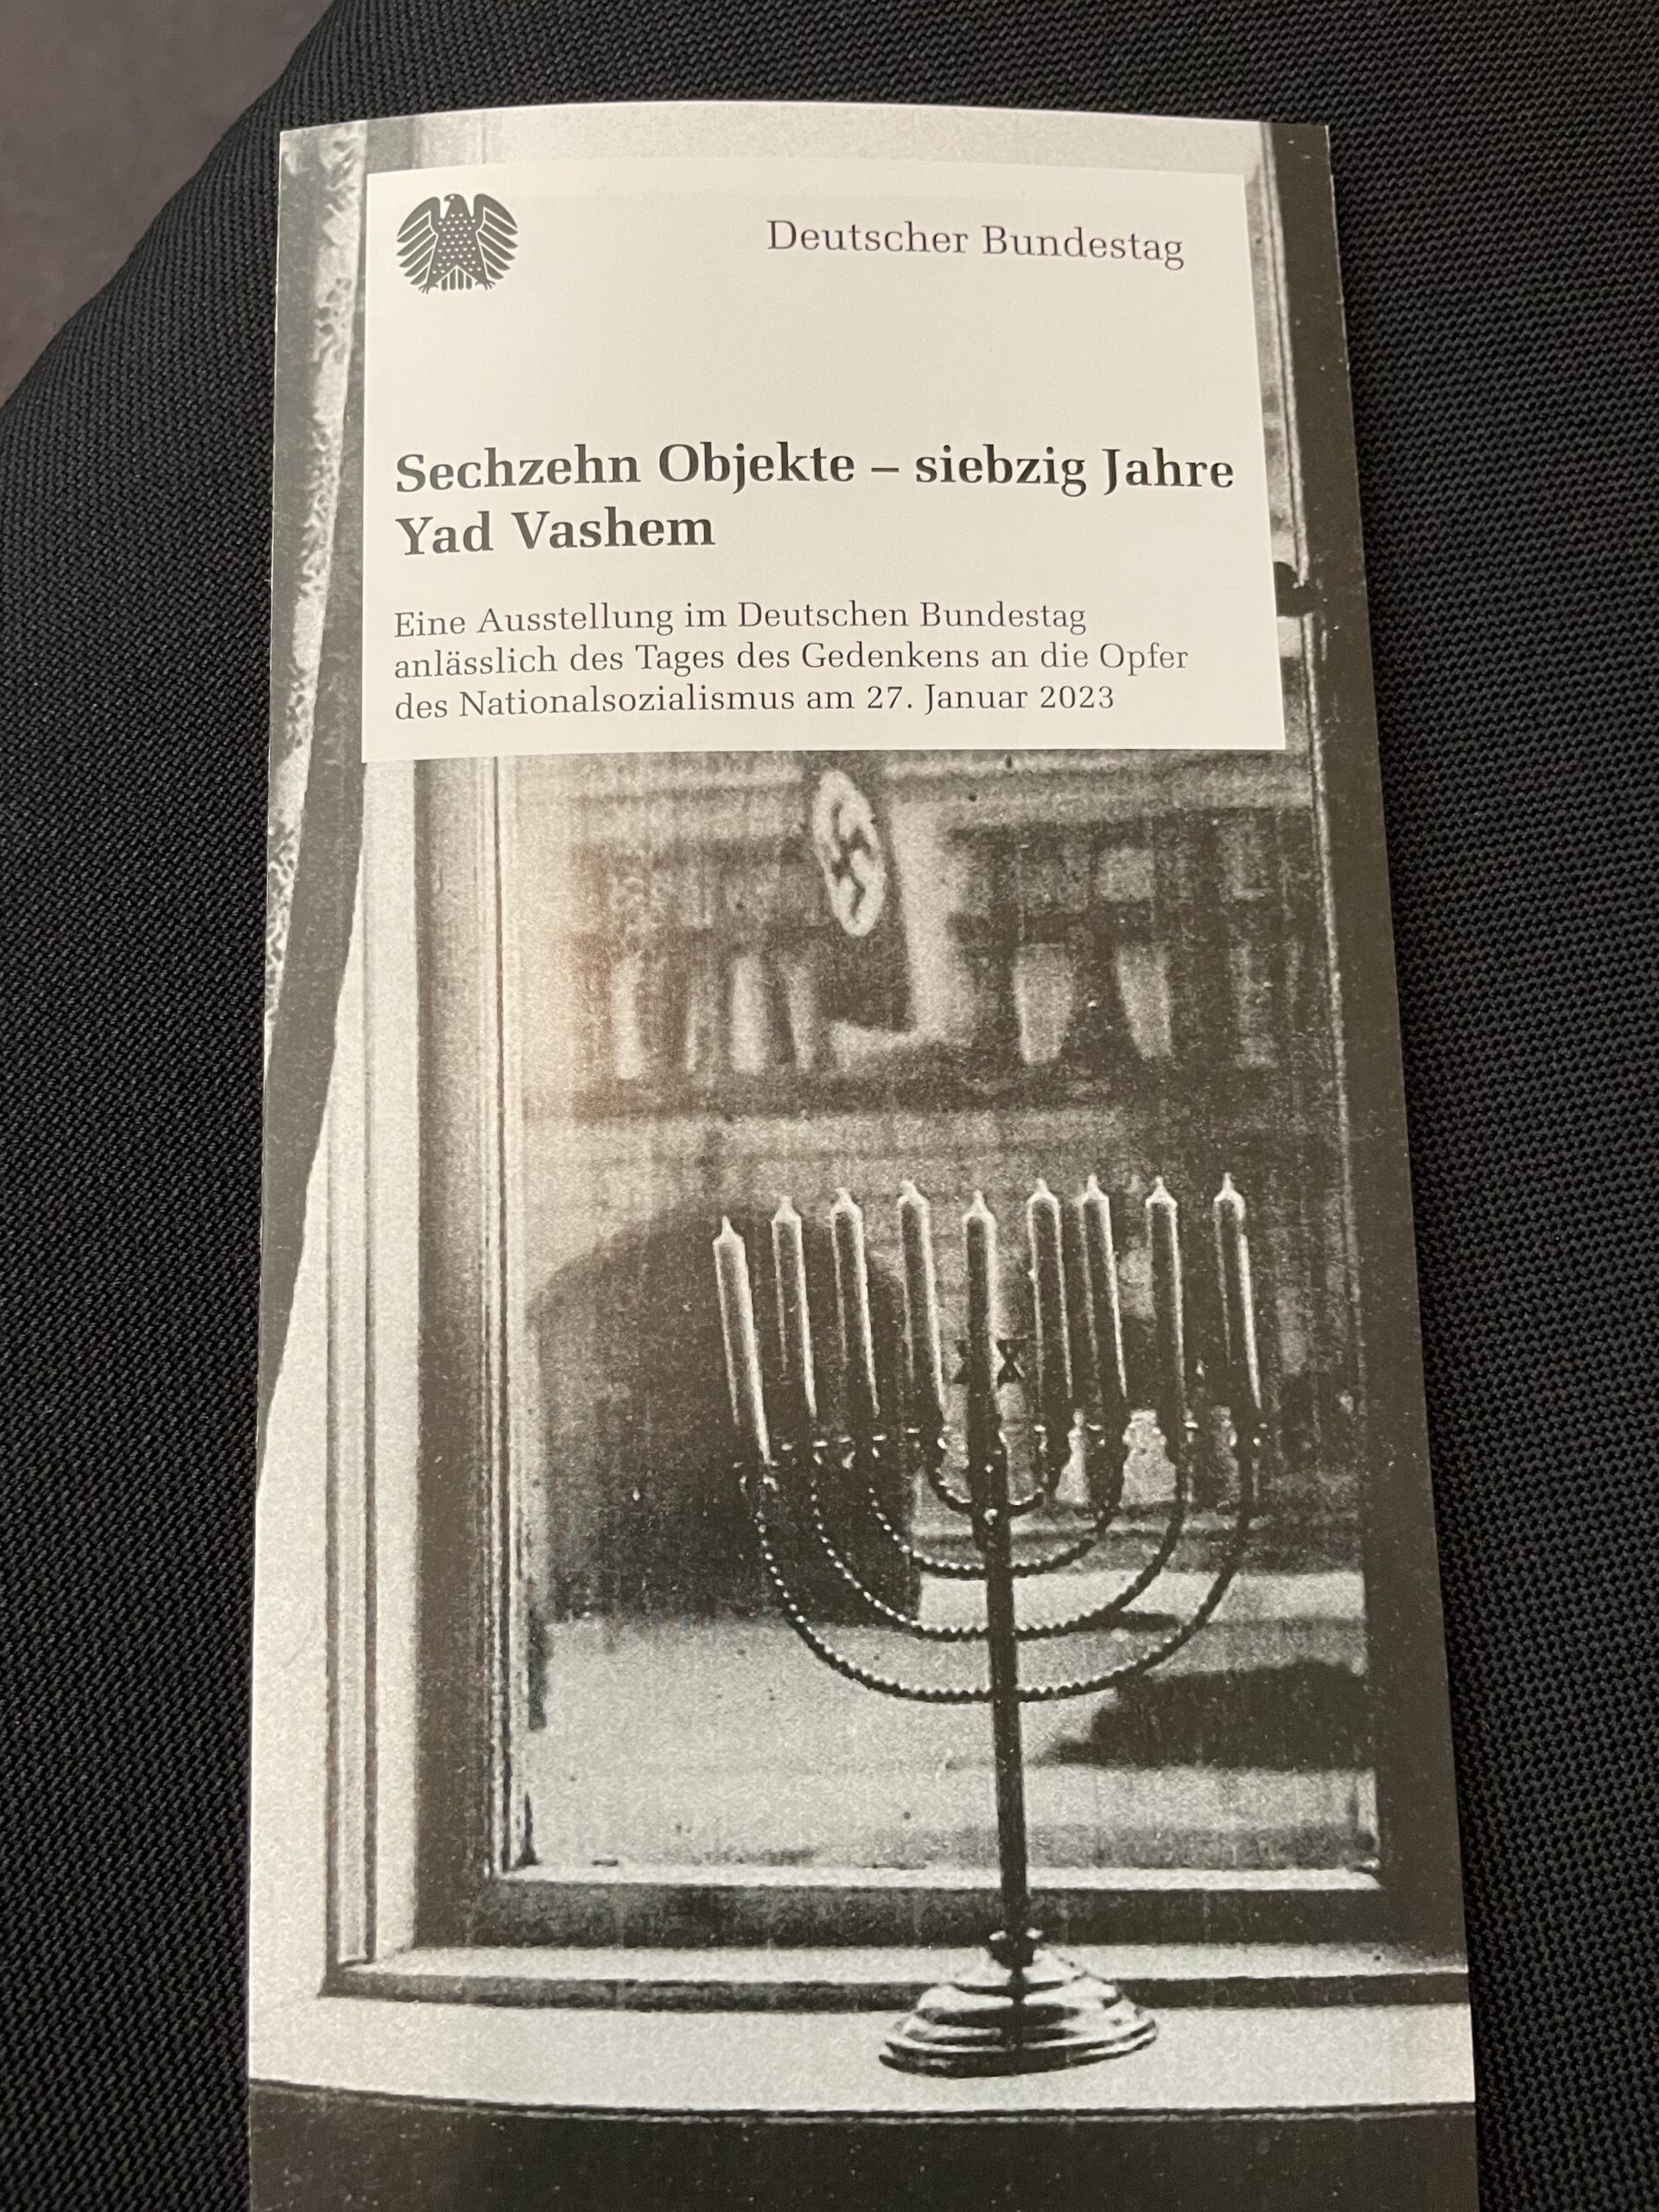 Deutscher Bundestag
Sechzehn Objekte – siebzig Jahre
Yad Vashem
Eine Ausstellung im Deutschen Bundestag
anlässlich des Tages des Gedenkens an die Opfer
des Nationalsozialismus am 27. Januar 2023